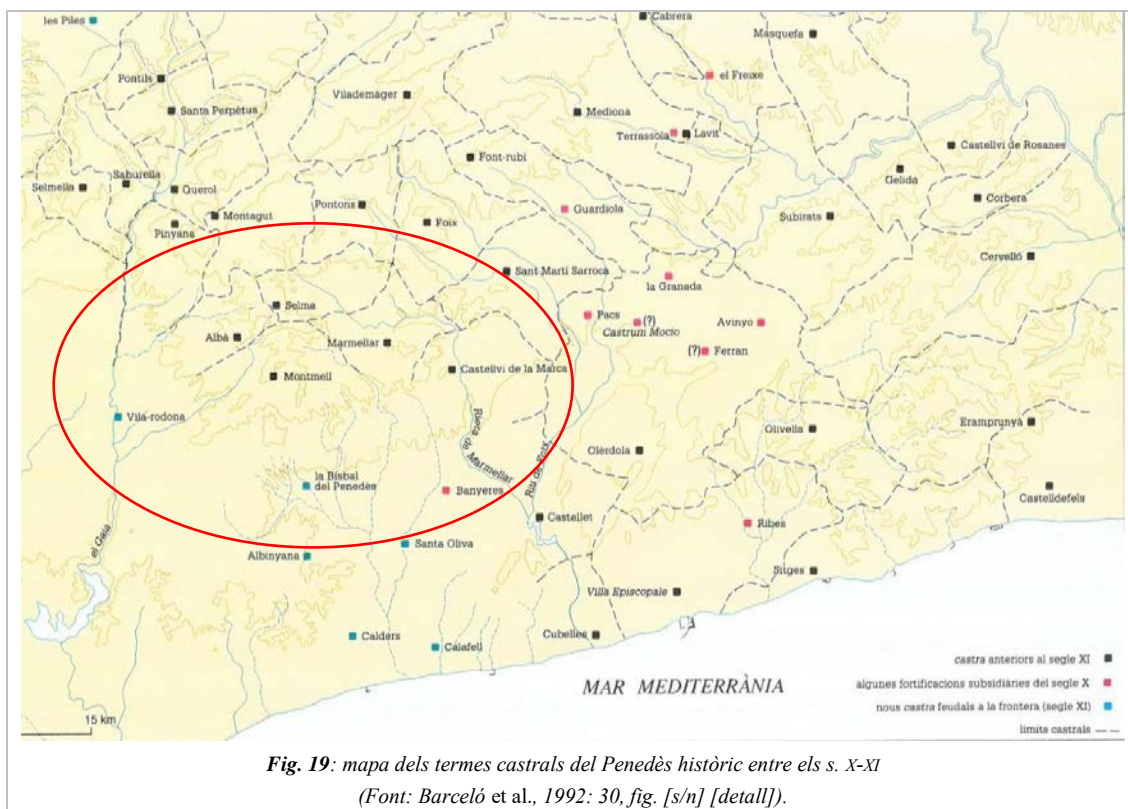 les Piles
Cabrera
Masquefa
Pontils
el Freixe
Santa Perpètua
Vilademàger
Mediona
Terrassola
Lavit
Castellví de Rosanes
Font-rubí
Gelida
Selmella
Saburella
Querol
Corbera
Pontons
Guardiola
Montagut
Foix
Subirats
Pinyana
Cervelló
Sant Martí Sarroca
la Granada
Selma
Pacs
(?)
Castrum Mocio
Avinyo
Albà
Marmellar
(?)
Ferran
Montmell
Castellví de la Marca
Vila-rodona
Olivella
Eramprunyà
Riera de Marmellar
Riu de Foix
Olèrdola
la Bisbal
del Penedès
Banyeres
Castelldefels
Castellet
Ribes
el Gaià
Santa Oliva
Albinyana
Sitges
Villa Episcopale
Calders
Cubelles
Calafell
castra anteriors al segle XI
MAR MEDITERRÀNIA
algunes fortificacions subsidiàries del segle X
nous castra feudals a la frontera (segle XI)
15 km
límits castrals
Fig. 19: mapa dels termes castrals del Penedès històric entre els s. X-XI
(Font: Barceló et al., 1992: 30, fig. [s/n] [detall]).